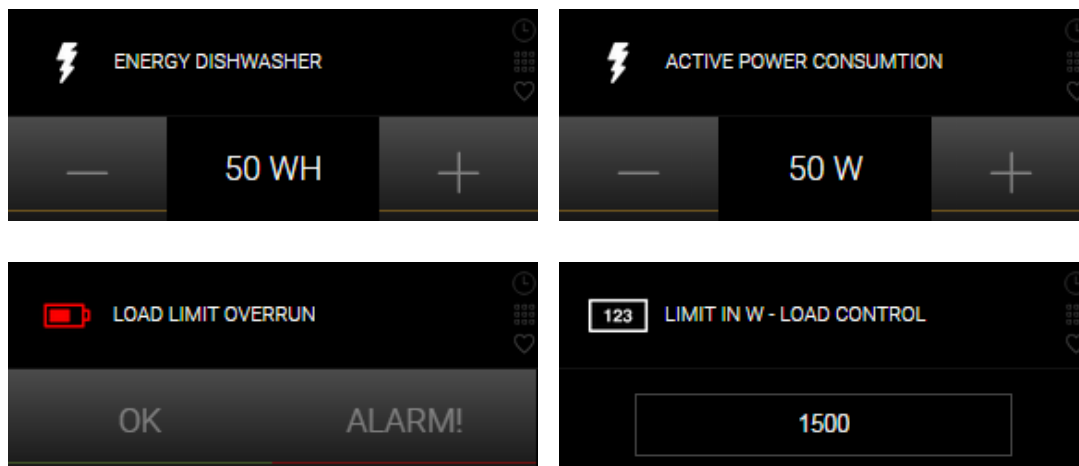 ENERGY DISHWASHER
50 WH
ACTIVE POWER CONSUMTION
50 W
LOAD LIMIT OVERRUN
OK
ALARM!
123
LIMIT IN W - LOAD CONTROL
1500